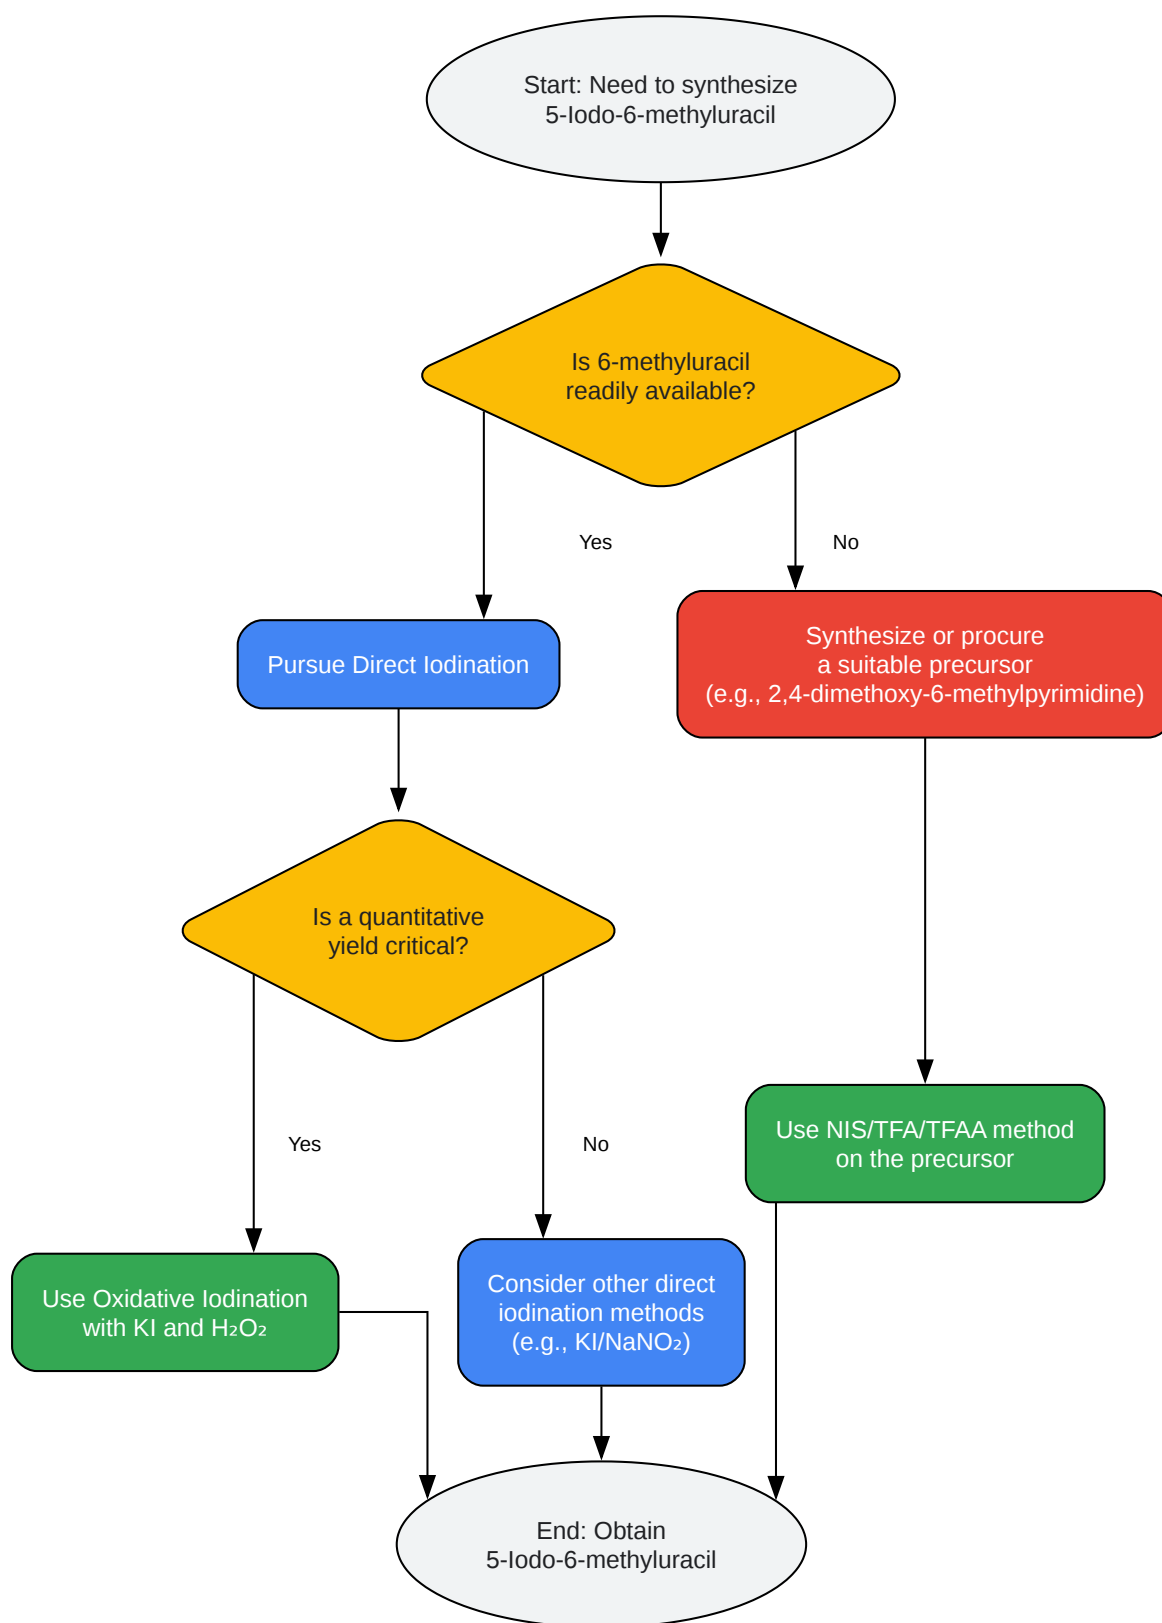 Start: Need to synthesize
5-Iodo-6-methyluracil
Is 6-methyluracil
readily available?
Yes
No
Pursue Direct Iodination
Synthesize or procure
a suitable precursor
(e.g., 2,4-dimethoxy-6-methylpyrimidine)
Is a quantitative
yield critical?
Yes
No
Use NIS/TFA/TFAA method
on the precursor
Use Oxidative Iodination
with KI and H₂O₂
Consider other direct
iodination methods
(e.g., KI/NaNO₂)
End: Obtain
5-Iodo-6-methyluracil